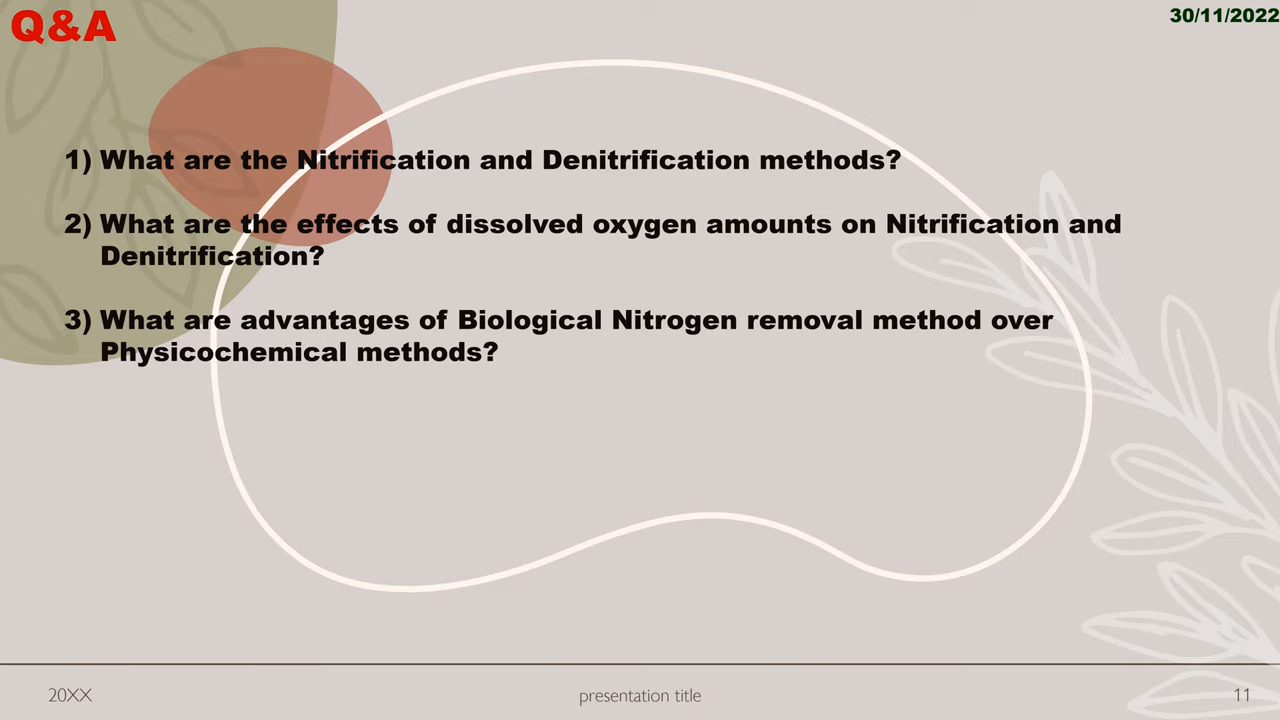 Q&A
30/11/2022
1) What are the Nitrification and Denitrification methods?
2) What are the effects of dissolved oxygen amounts on Nitrification and
Denitrification?
3) What are advantages of Biological Nitrogen removal method over
Physicochemical methods?
20XX
presentation title
11